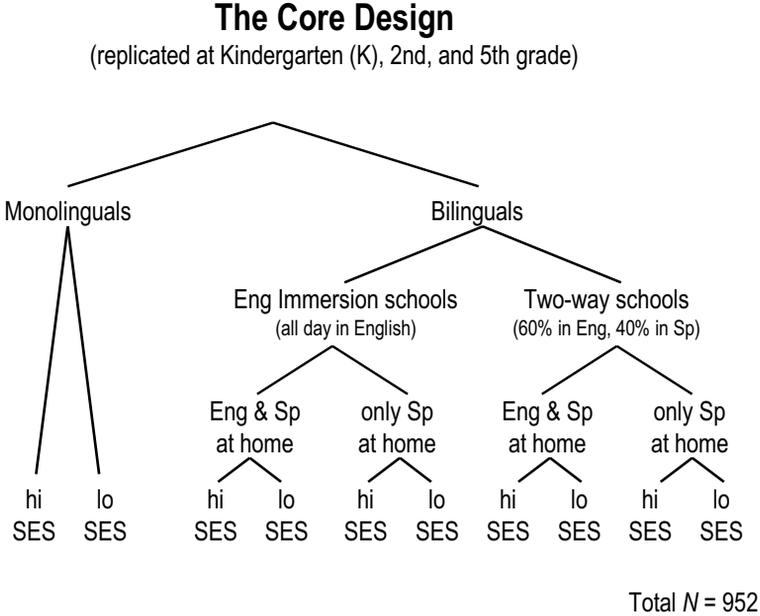 The Core Design
(replicated at Kindergarten (K), 2nd, and 5th grade)
Monolinguals
Bilinguals
Eng Immersion schools
(all day in English)
Two-way schools
(60% in Eng, 40% in Sp)
Eng & Sp
at home
only Sp
at home
Eng & Sp
at home
only Sp
at home
hi
SES
lo
SES
hi
SES
lo
SES
hi
SES
lo
SES
hi
SES
lo
SES
hi
SES
lo
SES
Total N = 952